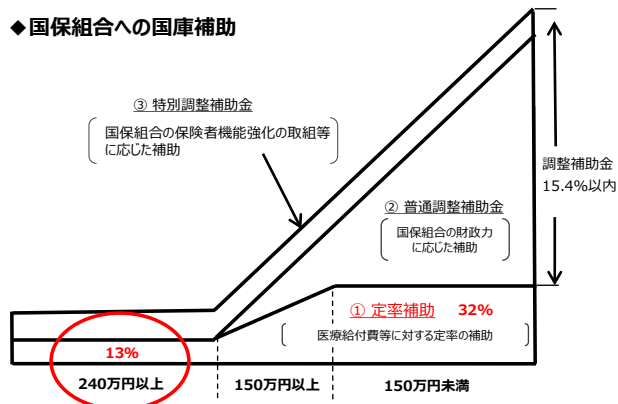 ◆国保組合への国庫補助
③ 特別調整補助金
国保組合の保険者機能強化の取組等
に応じた補助
調整補助金
15.4%以内
② 普通調整補助金
国保組合の財政力
に応じた補助
① 定率補助 32%
医療給付費等に対する定率の補助
13%
240万円以上
150万円以上
150万円未満